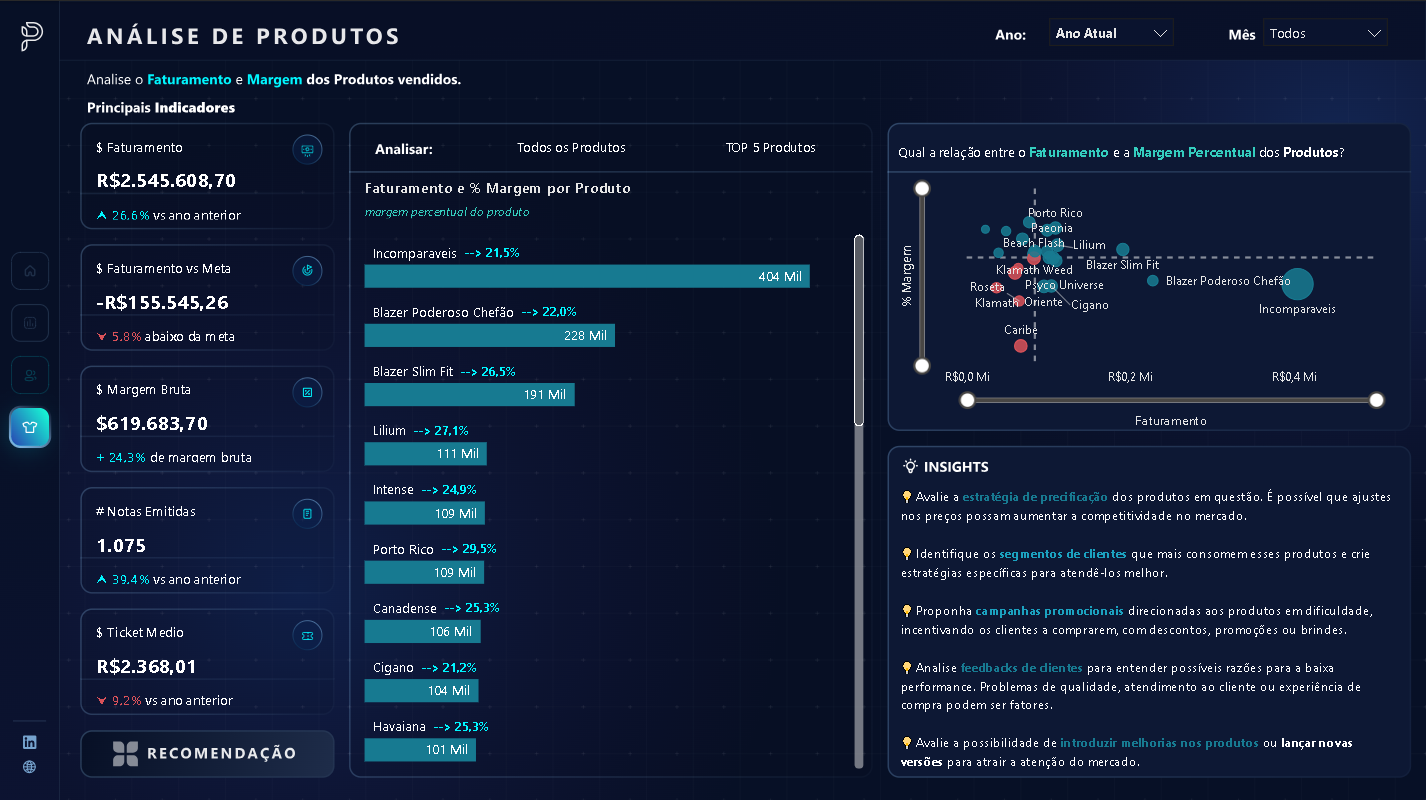 ANÁLISE DE PRODUTOS
Ano:
Ano Atual
Mês
Todos
Analise o Faturamento e Margem dos Produtos vendidos.
Principais Indicadores
$ Faturamento
R$2.545.608,70
26,6% vs ano anterior
$ Faturamento vs Meta
-R$155.545,26
5,8% abaixo da meta
$ Margem Bruta
$619.683,70
+ 24,3% de margem bruta
# Notas Emitidas
1.075
39,4% vs ano anterior
$ Ticket Medio
R$2.368,01
9,2% vs ano anterior
RECOMENDAÇÃO
Analisar:
Todos os Produtos
TOP 5 Produtos
Faturamento e % Margem por Produto
margem percentual do produto
Incomparaveis --> 21,5%
404 Mil
Blazer Poderoso Chefão --> 22,0%
228 Mil
Blazer Slim Fit --> 26,5%
191 Mil
Lilium --> 27,1%
111 Mil
Intense --> 24,9%
109 Mil
Porto Rico --> 29,5%
109 Mil
Canadense --> 25,3%
106 Mil
Cigano --> 21,2%
104 Mil
Havaiana --> 25,3%
101 Mil
Qual a relação entre o Faturamento e a Margem Percentual dos Produtos?
% Margem
Porto Rico
Paeonia
Beach Flash
Lilium
Blazer Slim Fit
Klamath Weed
Blazer Poderoso Chefão
Roseta
Psyco Universe
Klamath
Oriente
Cigano
Incomparaveis
Caribe
R$0,0 Mi
R$0,2 Mi
R$0,4 Mi
Faturamento
INSIGHTS
Avalie a estratégia de precificação dos produtos em questão. É possível que ajustes
nos preços possam aumentar a competitividade no mercado.
Identifique os segmentos de clientes que mais consomem esses produtos e crie
estratégias específicas para atendê-los melhor.
Proponha campanhas promocionais direcionadas aos produtos em dificuldade,
incentivando os clientes a comprarem, com descontos, promoções ou brindes.
Analise feedbacks de clientes para entender possíveis razões para a baixa
performance. Problemas de qualidade, atendimento ao cliente ou experiência de
compra podem ser fatores.
Avalie a possibilidade de introduzir melhorias nos produtos ou lançar novas
versões para atrair a atenção do mercado.